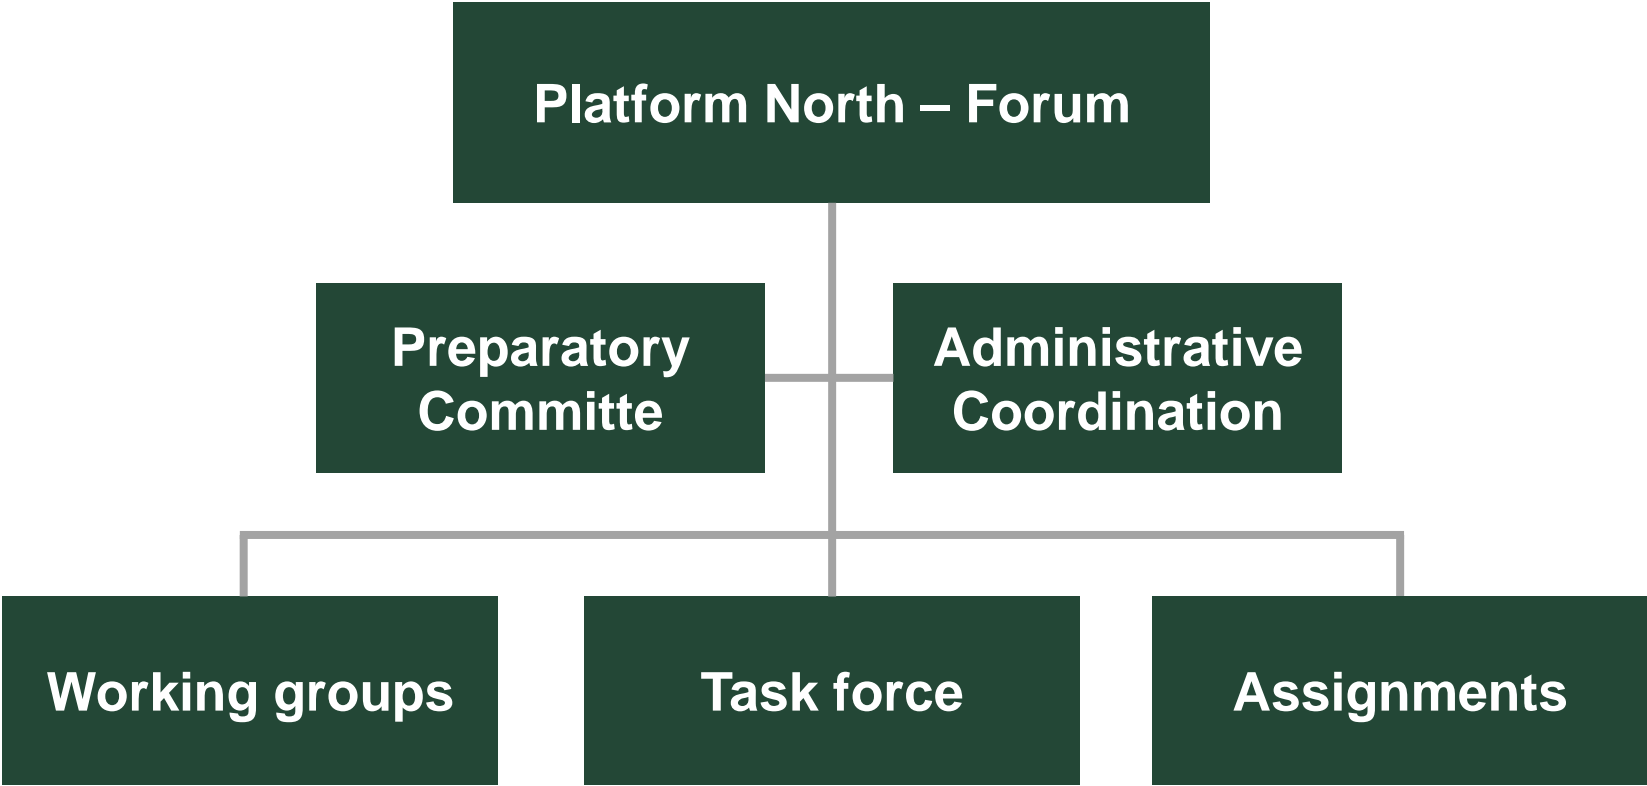 Platform North – Forum
Preparatory
Committe
Administrative
Coordination
Working groups
Task force
Assignments